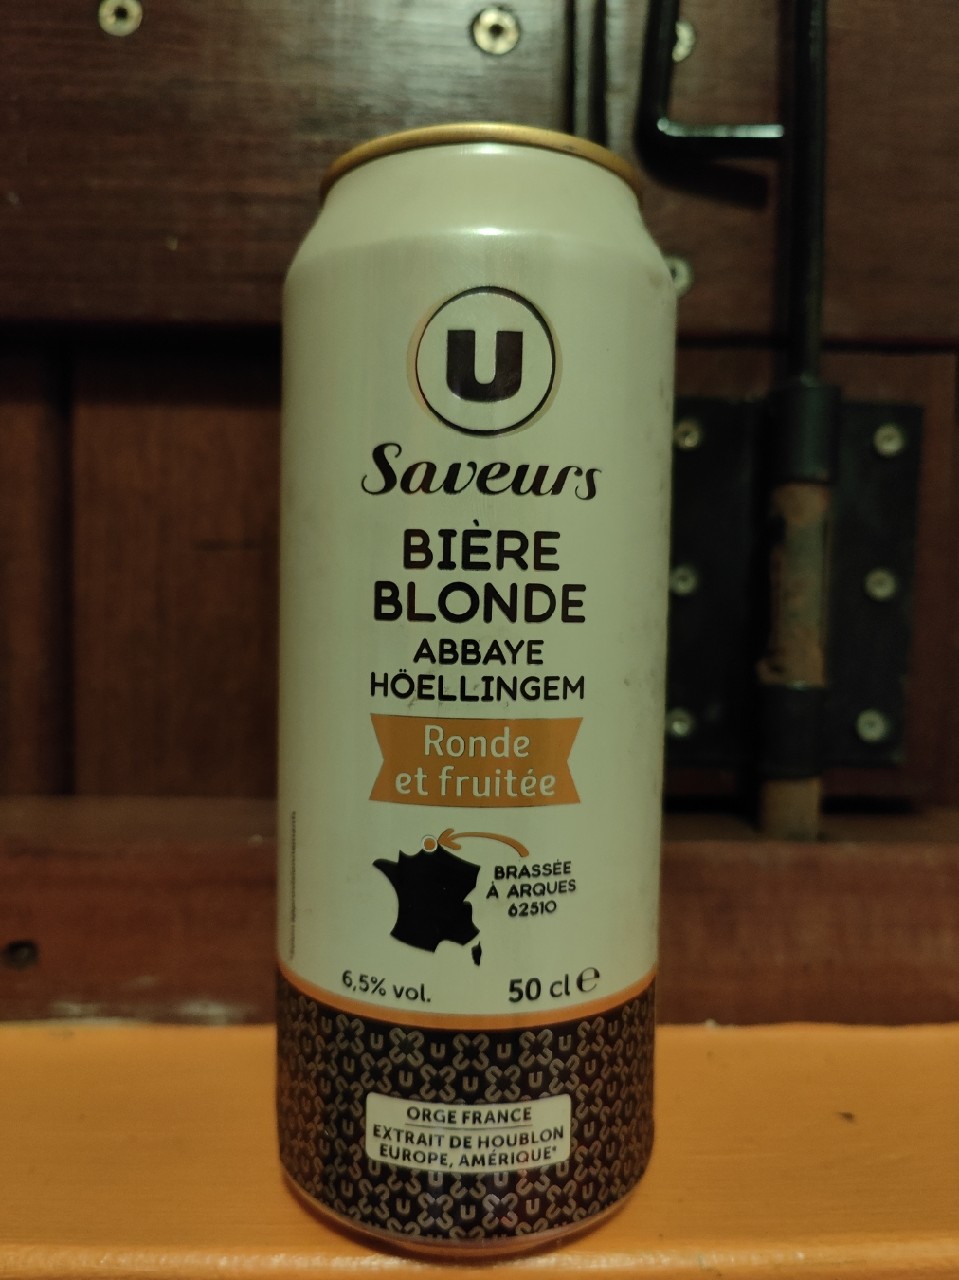 U
Saveurs
BIÈRE
BLONDE
ABBAYE
HÖELLINGEM
Ronde
et fruitée
BRASSÉE
À ARQUES
62510
6,5% vol.
50 cl e
ORGE FRANCE
EXTRAIT DE HOUBLON
EUROPE, AMÉRIQUE*